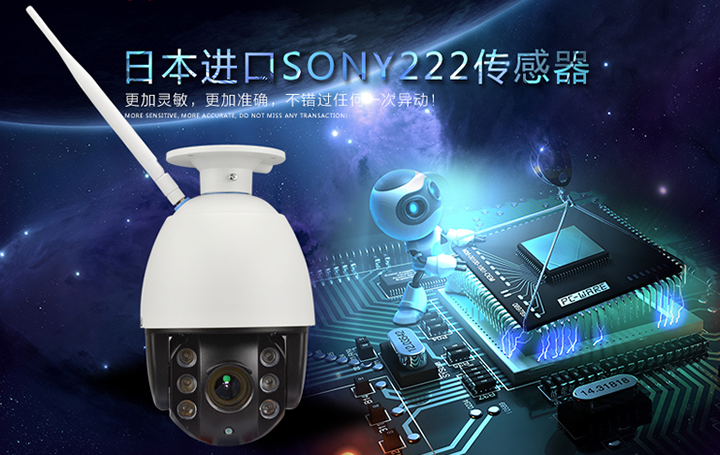 日本进口SONY222传感器
更加灵敏，更加准确，不错过任何一次异动！
MORE SENSITIVE, MORE ACCURATE, DO NOT MISS ANY TRANSACTION!
PC-WARE
14.31818